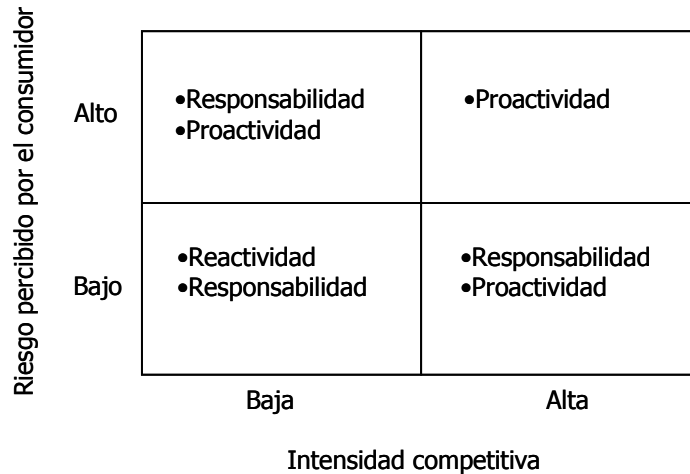 Riesgo percibido por el consumidor
Alto
•Responsabilidad
•Proactividad
•Proactividad
Bajo
•Reactividad
•Responsabilidad
•Responsabilidad
•Proactividad
Baja
Alta
Intensidad competitiva